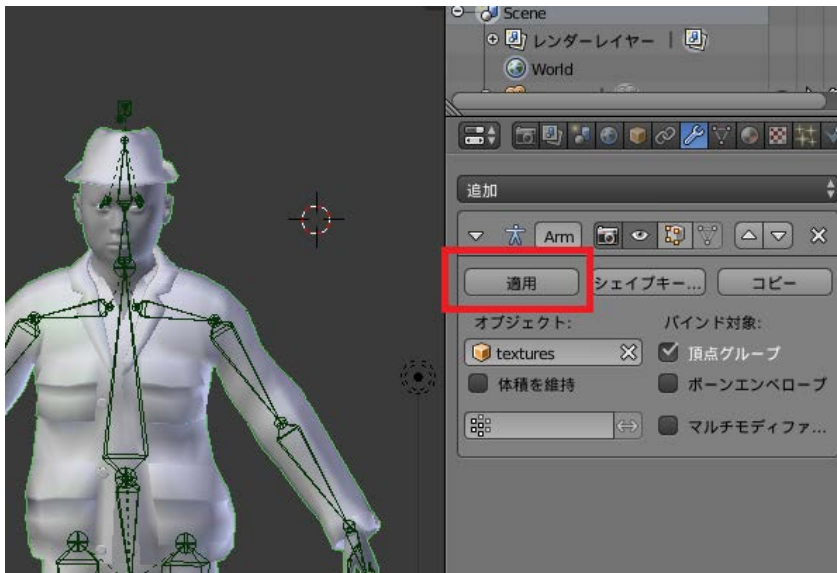 Scene
レンダーレイヤー
World
追加
Arm
適用
シェイプキー...
コピー
オブジェクト:
バインド対象:
textures
頂点グループ
体積を維持
ボーンエンベロープ
マルチモディファ...